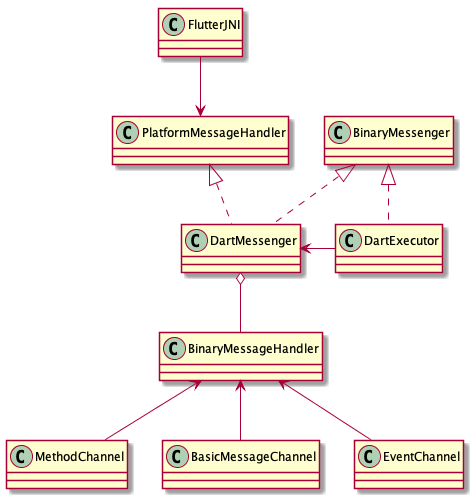 C FlutterJNI
C PlatformMessageHandler
C BinaryMessenger
C DartMessenger
C DartExecutor
C BinaryMessageHandler
C MethodChannel
C BasicMessageChannel
C EventChannel